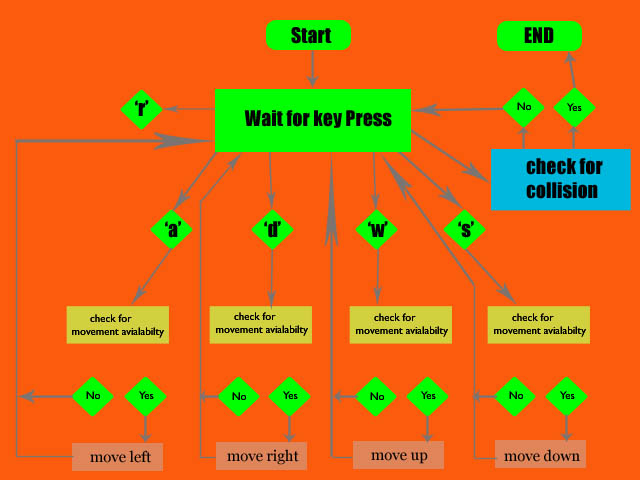 Start
END
'r'
Wait for key Press
No
Yes
check for
collision
'a'
'd'
'w'
's'
check for
movement avialabilty
check for
movement avialabilty
check for
movement avialabilty
check for
movement avialabilty
No
Yes
No
Yes
No
Yes
No
Yes
move left
move right
move up
move down